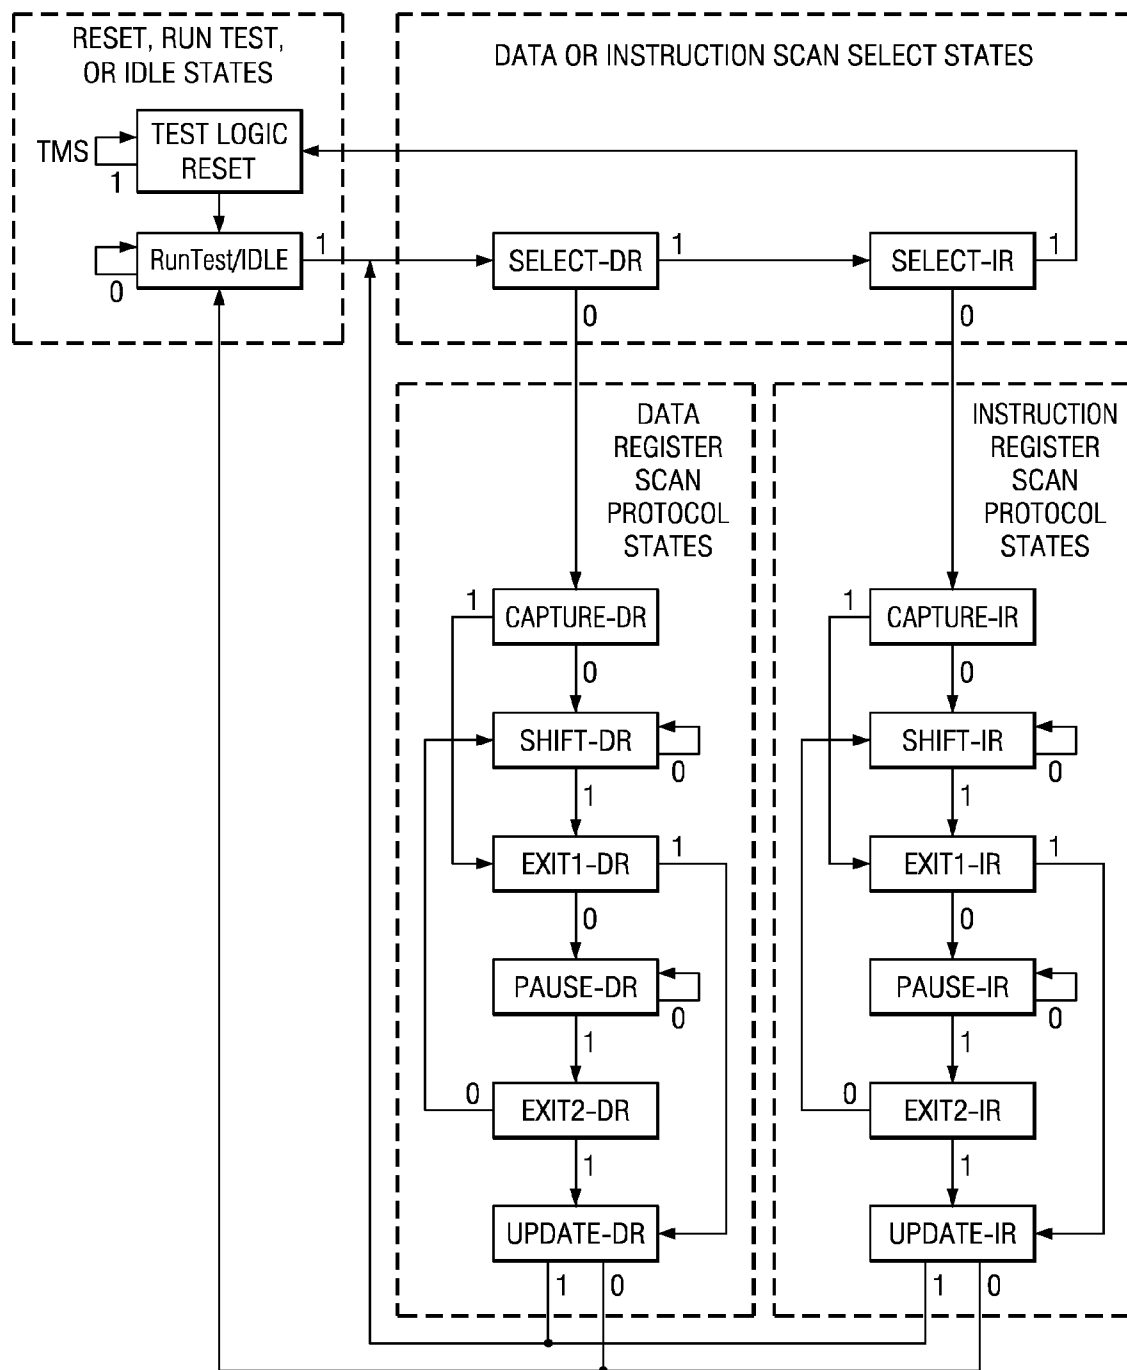 RESET, RUN TEST,
OR IDLE STATES
DATA OR INSTRUCTION SCAN SELECT STATES
TMS
TEST LOGIC
RESET
1
RunTest/IDLE
1
0
SELECT-DR
1
SELECT-IR
1
0
0
DATA
REGISTER
SCAN
PROTOCOL
STATES
INSTRUCTION
REGISTER
SCAN
PROTOCOL
STATES
1
CAPTURE-DR
0
1
CAPTURE-IR
0
SHIFT-DR
0
1
SHIFT-IR
0
1
EXIT1-DR
1
0
EXIT1-IR
1
0
PAUSE-DR
0
1
PAUSE-IR
0
1
0
EXIT2-DR
1
0
EXIT2-IR
1
UPDATE-DR
1 0
UPDATE-IR
1 0